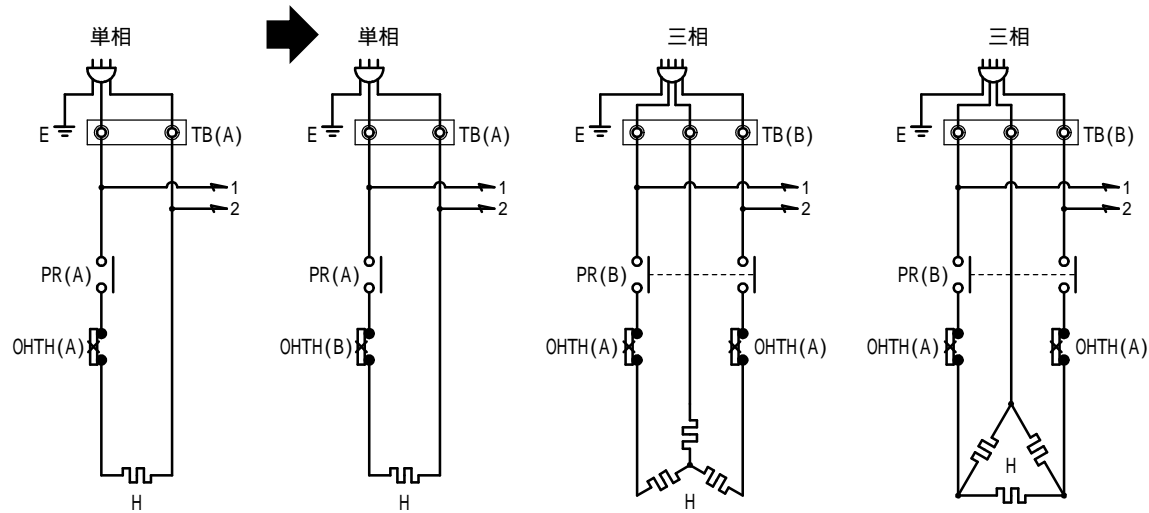 単相
単相
三相
三相
E
TB(A)
E
TB(A)
E
TB(B)
E
TB(B)
1
1
1
1
2
2
2
2
PR(A)
PR(A)
PR(B)
PR(B)
OHTH(A)
OHTH(B)
OHTH(A)
OHTH(A)
OHTH(A)
OHTH(A)
H
H
H
H